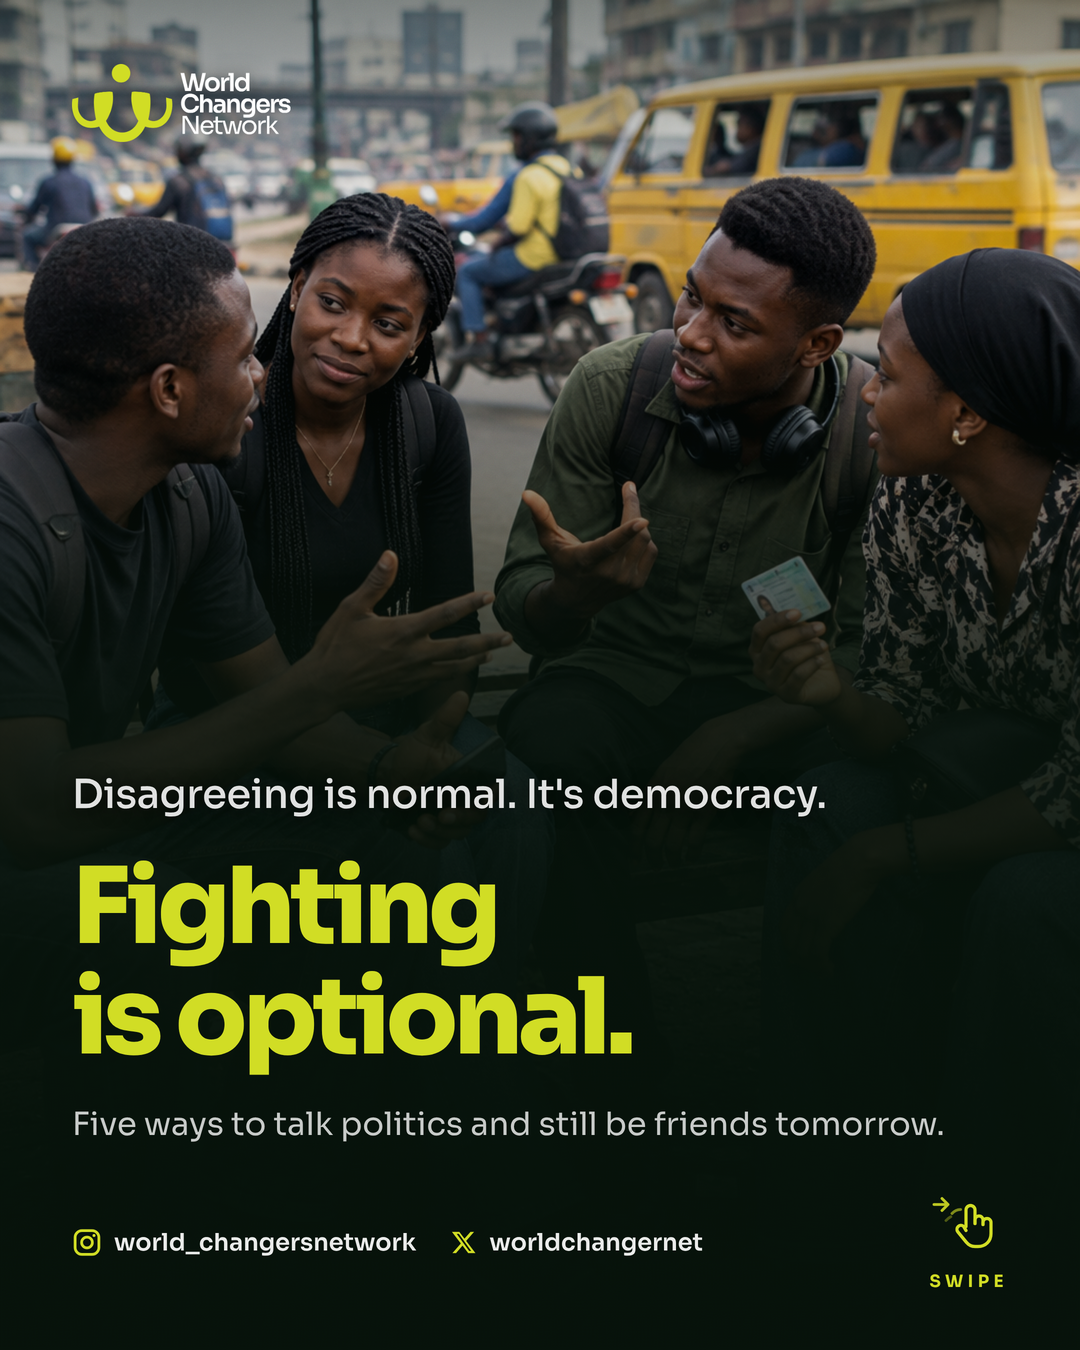 World
Changers
Network
Disagreeing is normal. It's democracy.
Fighting
is optional.
Five ways to talk politics and still be friends tomorrow.
world_changersnetwork
worldchangernet
SWIPE